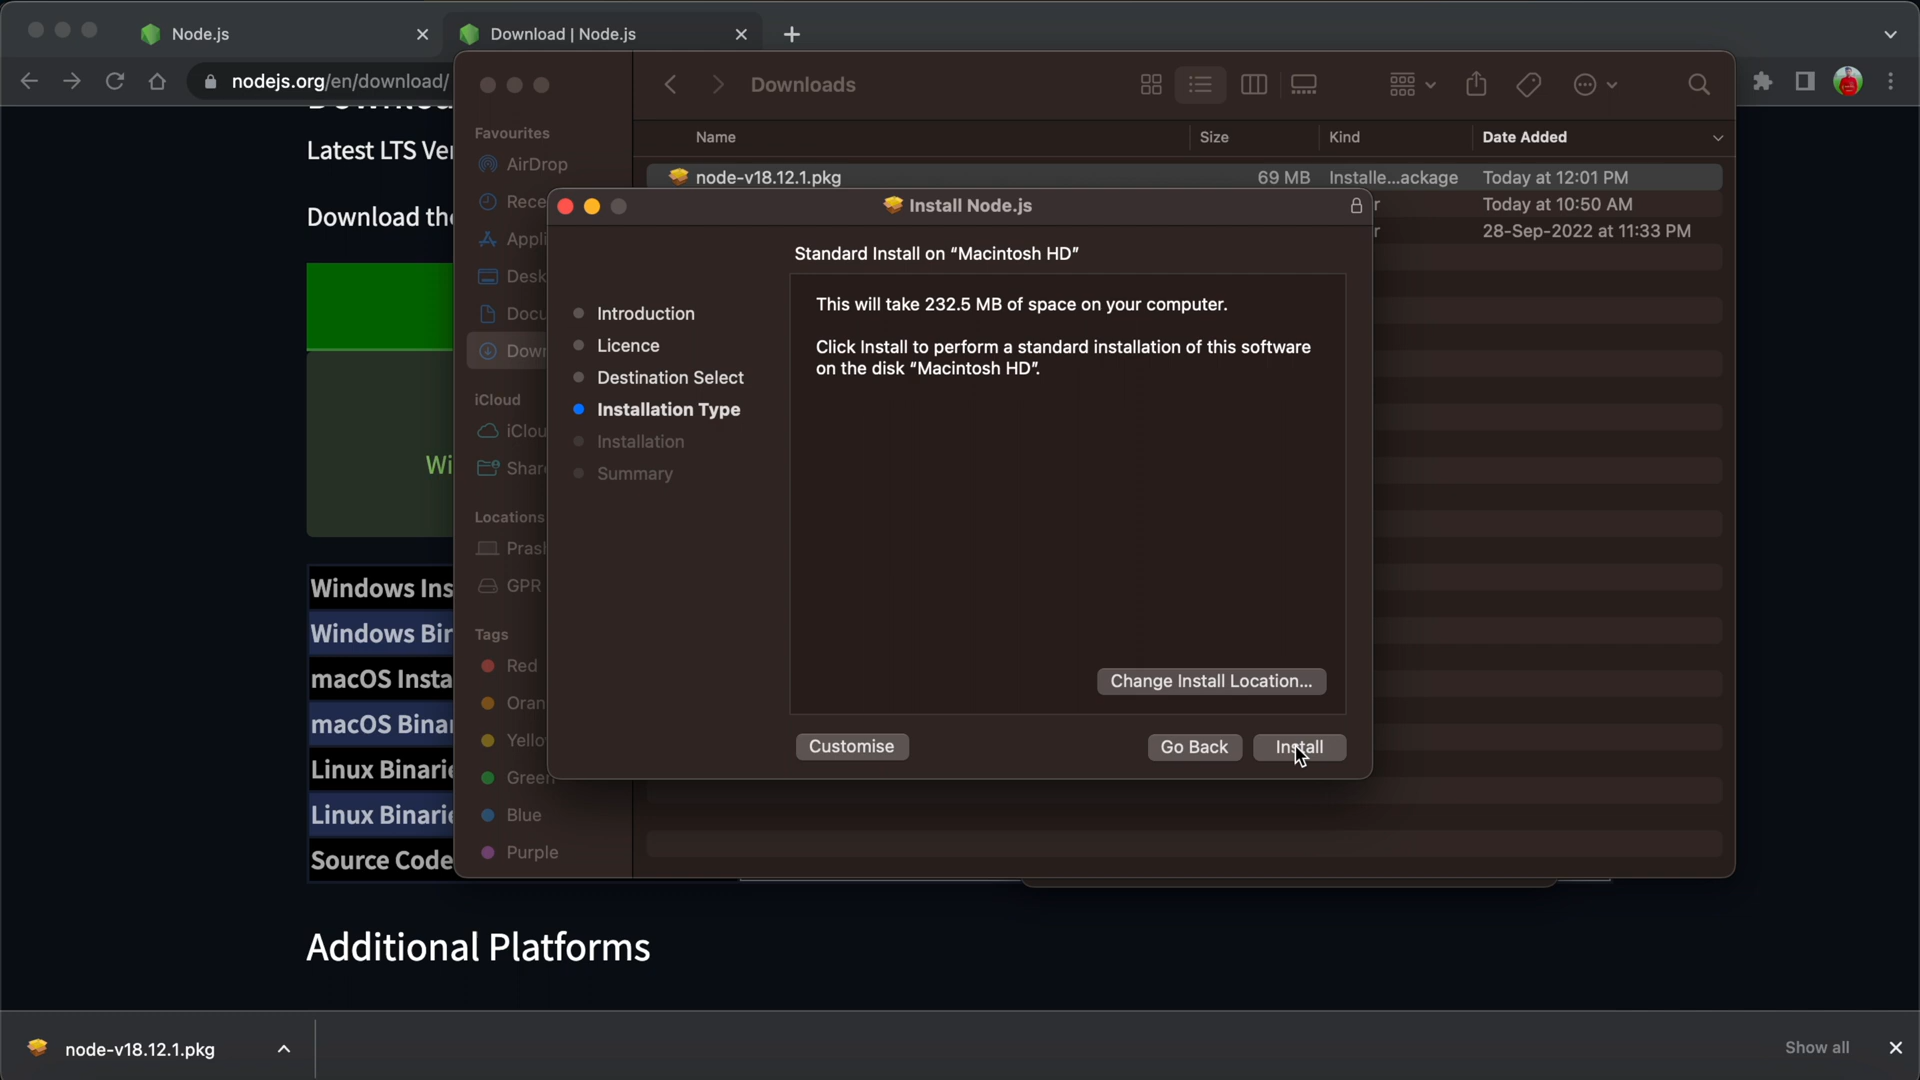 Node.js
Download | Node.js
nodejs.org/en/download/
Latest LTS Ver
Download the
Wi
Windows Ins
Windows Bin
macOS Insta
macOS Binar
Linux Binarie
Linux Binarie
Source Code
Additional Platforms
Downloads
Favourites
AirDrop
Rece
Appli
Desk
Docu
Down
iCloud
iClou
Share
Locations
Prash
GPR
Tags
Red
Oran
Yello
Green
Blue
Purple
Name
Size
Kind
Date Added
node-v18.12.1.pkg
69 MB
Installe...ackage
Today at 12:01 PM
r
Today at 10:50 AM
r
28-Sep-2022 at 11:33 PM
Install Node.js
Standard Install on “Macintosh HD”
Introduction
Licence
Destination Select
Installation Type
Installation
Summary
This will take 232.5 MB of space on your computer.
Click Install to perform a standard installation of this software
on the disk “Macintosh HD”.
Change Install Location...
Customise
Go Back
Install
node-v18.12.1.pkg
Show all